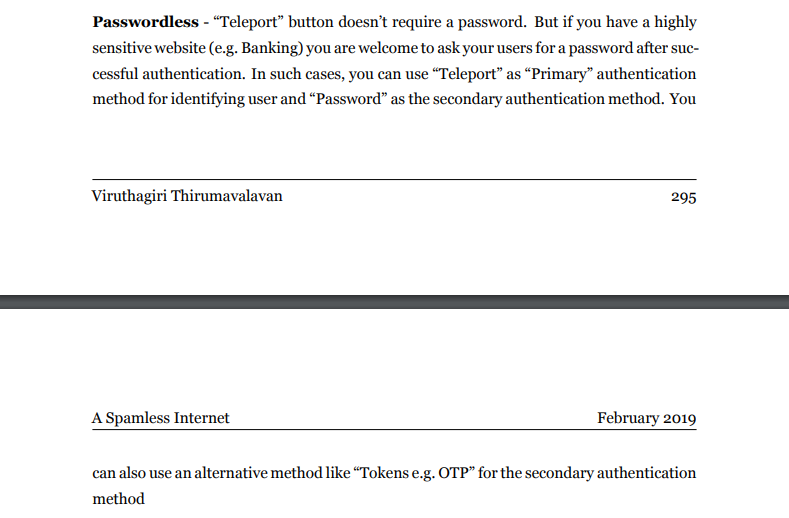 Passwordless - “Teleport” button doesn’t require a password. But if you have a highly
sensitive website (e.g. Banking) you are welcome to ask your users for a password after suc-
cessful authentication. In such cases, you can use “Teleport” as “Primary” authentication
method for identifying user and “Password” as the secondary authentication method. You
Viruthagiri Thirumavalavan 295
A Spamless Internet February 2019
can also use an alternative method like “Tokens e.g. OTP” for the secondary authentication
method